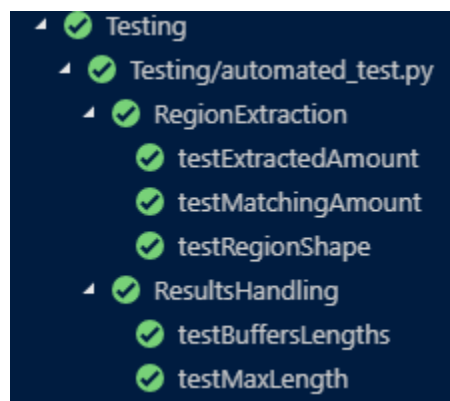 Testing
Testing/automated_test.py
RegionExtraction
testExtractedAmount
testMatchingAmount
testRegionShape
ResultsHandling
testBuffersLengths
testMaxLength